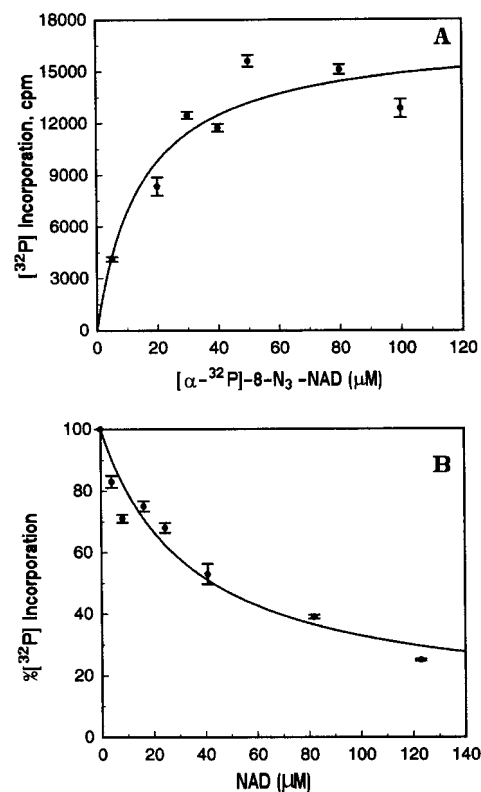 A
18000
15000
12000
9000
6000
3000
0
[³²P] Incorporation, cpm
0 20 40 60 80 100 120
[α-³²P]-8-N₃-NAD (μM)
B
100
80
60
40
20
0
%[³²P] Incorporation
0 20 40 60 80 100 120 140
NAD (μM)